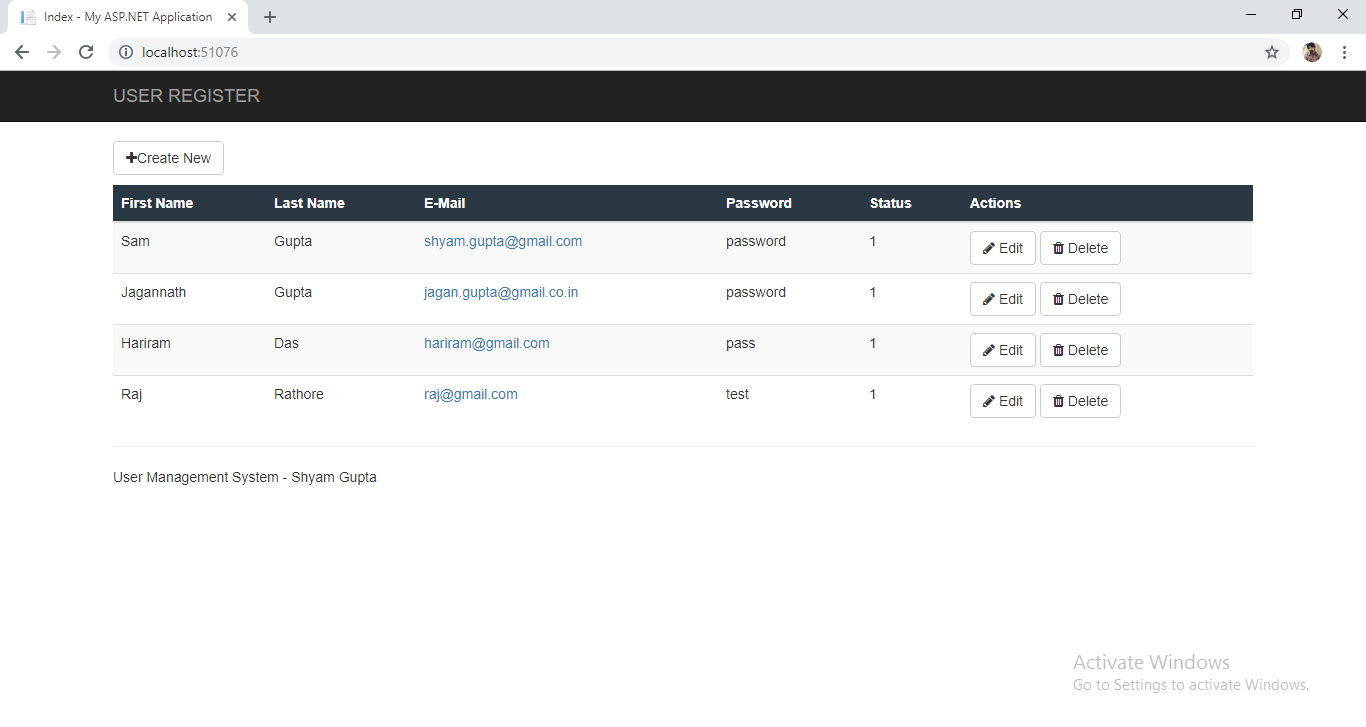 Index - My ASP.NET Application
localhost:51076
USER REGISTER
Create New
First Name Last Name E-Mail Password Status Actions
Sam Gupta shyam.gupta@gmail.com password 1 Edit Delete
Jagannath Gupta jagan.gupta@gmail.co.in password 1 Edit Delete
Hariram Das hariram@gmail.com pass 1 Edit Delete
Raj Rathore raj@gmail.com test 1 Edit Delete
User Management System - Shyam Gupta
Activate Windows
Go to Settings to activate Windows.